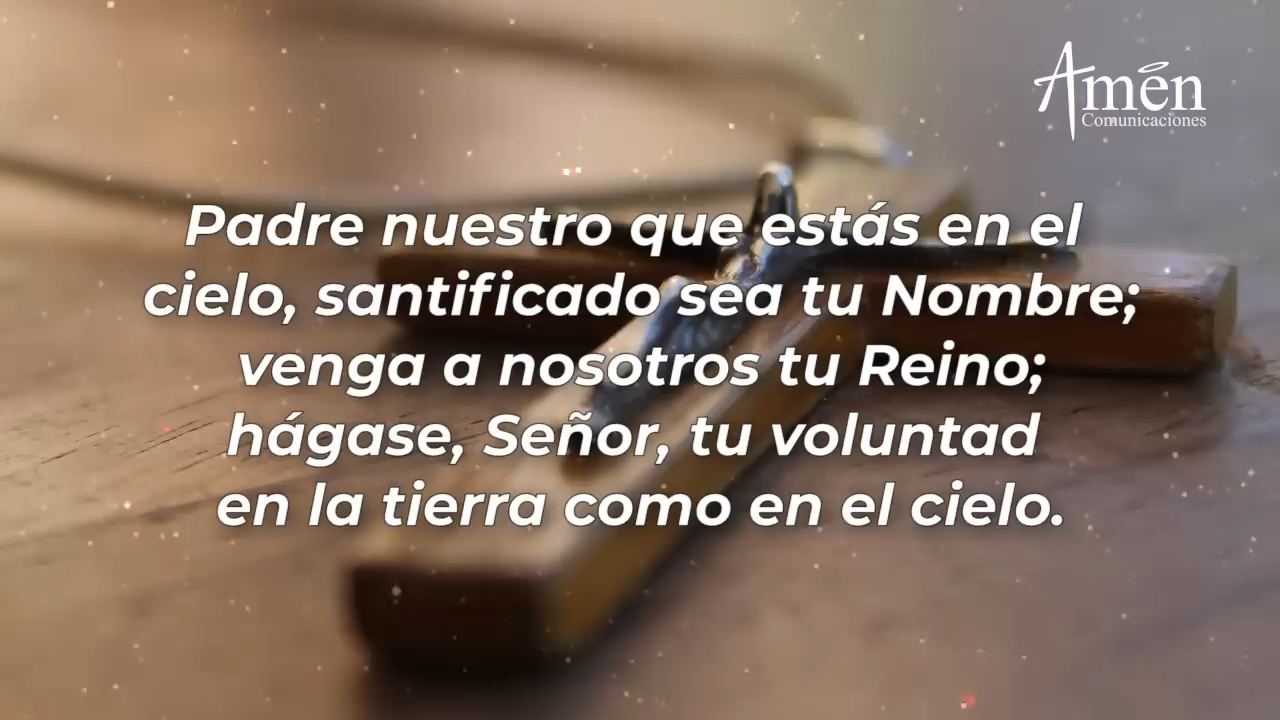 Amén
Comunicaciones
Padre nuestro que estás en el
cielo, santificado sea tu Nombre;
venga a nosotros tu Reino;
hágase, Señor, tu voluntad
en la tierra como en el cielo.